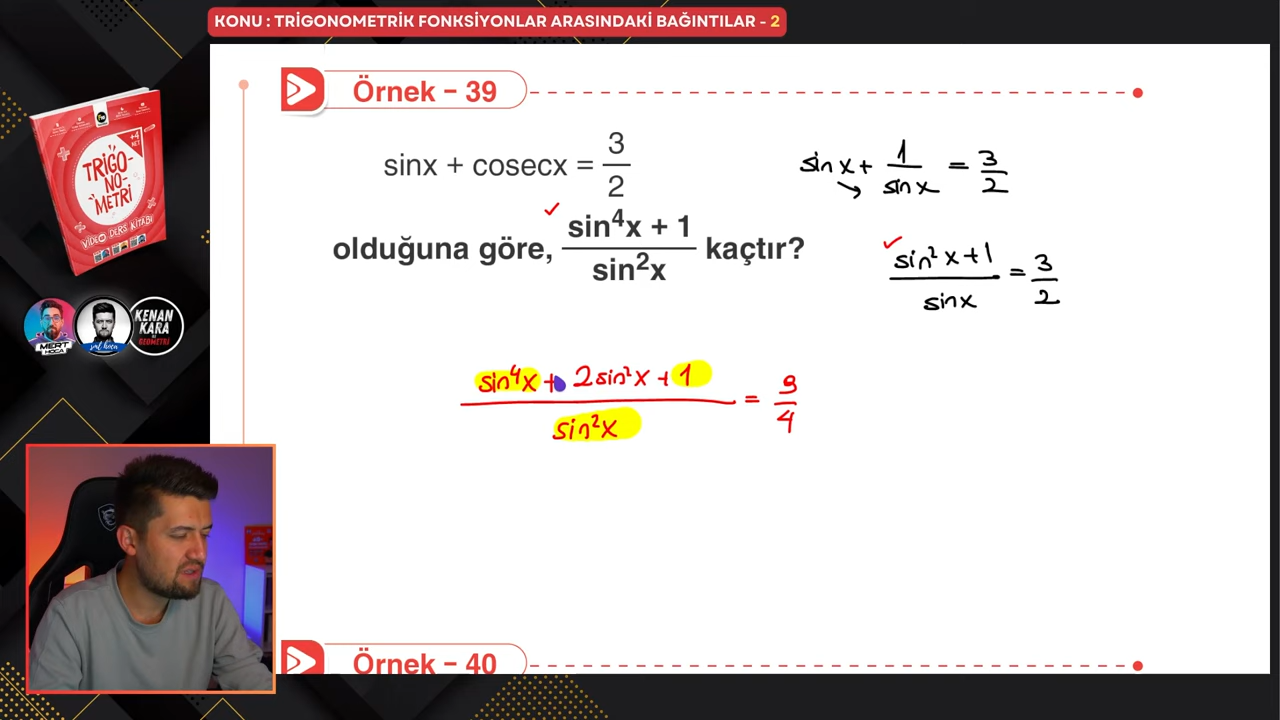 KONU : TRİGONOMETRİK FONKSİYONLAR ARASINDAKİ BAĞINTILAR - 2
Örnek - 39
sinx + cosecx = 3/2
olduğuna göre, sin⁴x + 1 / sin²x kaçtır?
sinx + 1/sinx = 3/2
sin²x+1 / sinx = 3/2
sin⁴x + 2sin²x + 1 / sin²x = 9/4
+4 NET
TRİGO-
NO-
METRİ
VİDEO DERS KİTABI
MERT HOCA
KENAN
KARA
GEOMETRİ
Örnek - 40